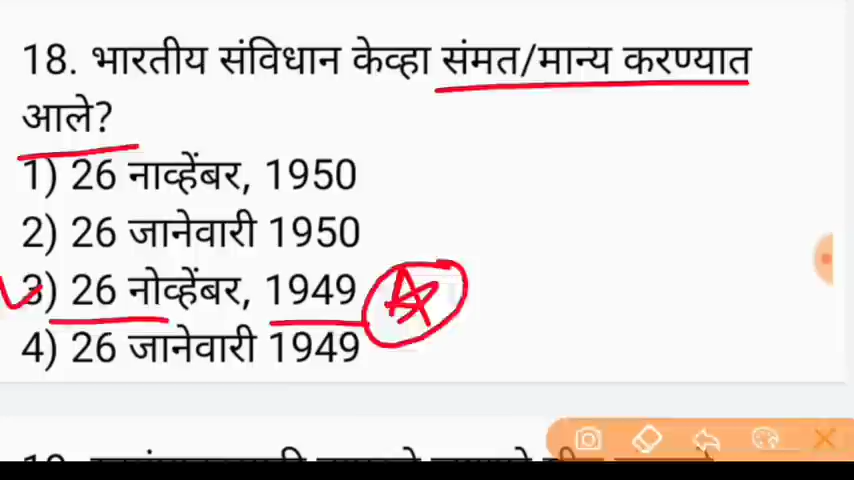 18. भारतीय संविधान केव्हा संमत/मान्य करण्यात
आले?
1) 26 नाव्हेंबर, 1950
2) 26 जानेवारी 1950
3) 26 नोव्हेंबर, 1949
4) 26 जानेवारी 1949